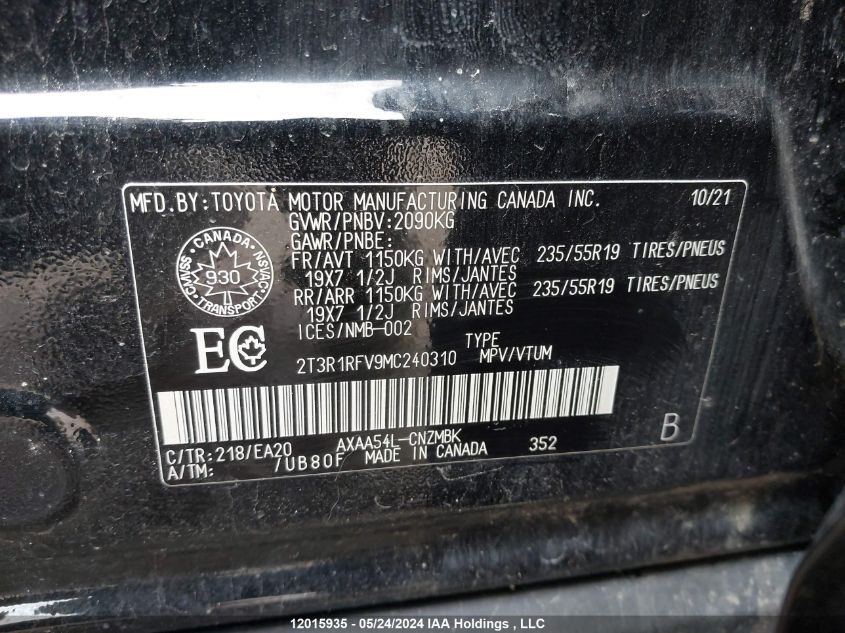 MFD.BY:TOYOTA MOTOR MANUFACTURING CANADA INC. 10/21
GVWR/PNBV:2090KG
GAWR/PNBE:
FR/AVT 1150KG WITH/AVEC 235/55R19 TIRES/PNEUS
19X7 1/2J RIMS/JANTES
RR/ARR 1150KG WITH/AVEC 235/55R19 TIRES/PNEUS
19X7 1/2J RIMS/JANTES
ICES/NMB-002
CANADA
CMVSS 930 NSVAC
TRANSPORT
EC
TYPE
2T3R1RFV9MC240310 MPV/VTUM
C/TR:218/EA20 AXAA54L-CNZMBK
A/TM: /UB80F MADE IN CANADA 352 B
12015935 - 05/24/2024 IAA Holdings , LLC